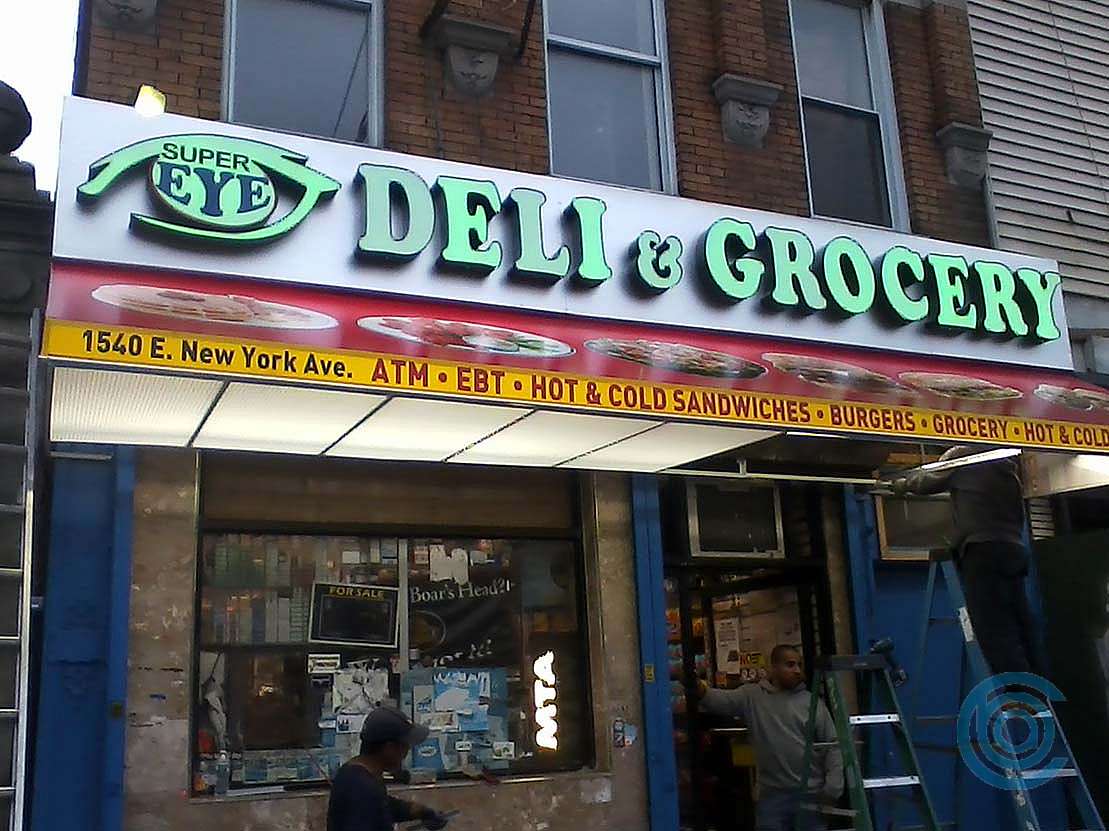 SUPER
EYE
DELI & GROCERY
1540 E. New York Ave. ATM • EBT • HOT & COLD SANDWICHES • BURGERS • GROCERY • HOT & COLD
FOR SALE
Boar's Head
MTA